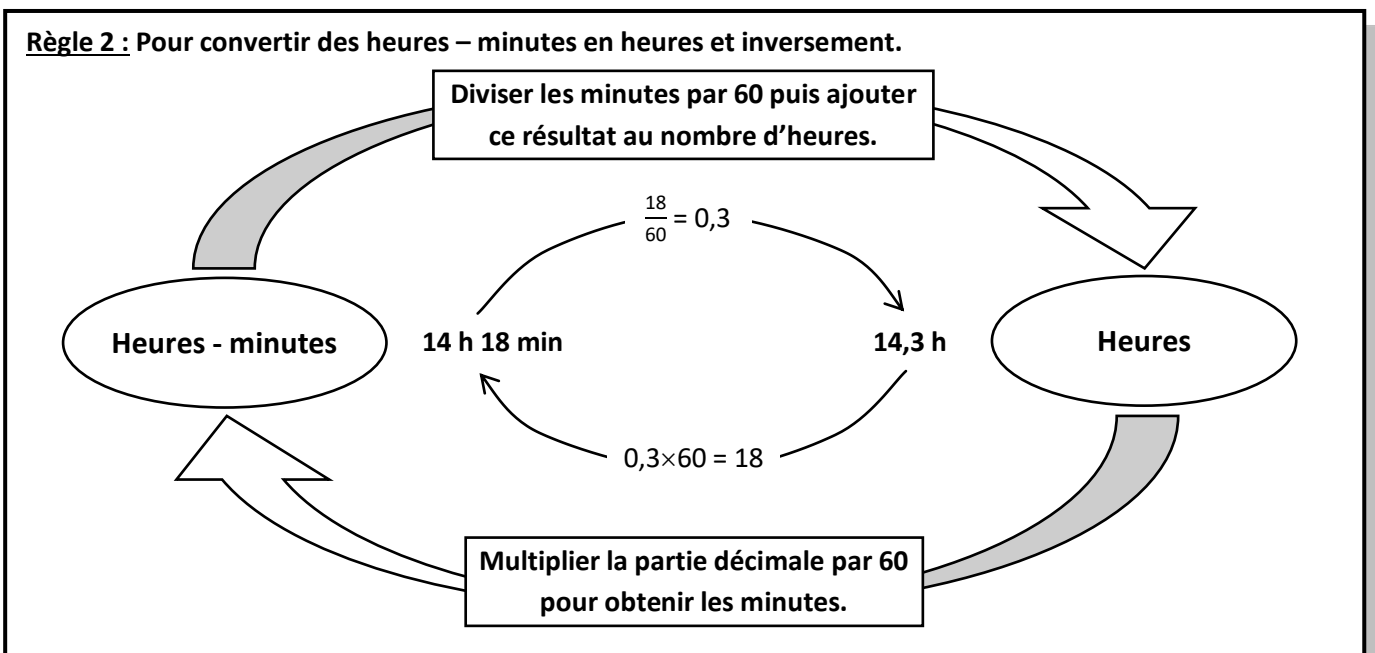 Règle 2 : Pour convertir des heures – minutes en heures et inversement.
Diviser les minutes par 60 puis ajouter
ce résultat au nombre d’heures.
18/60 = 0,3
Heures - minutes
14 h 18 min
14,3 h
Heures
0,3×60 = 18
Multiplier la partie décimale par 60
pour obtenir les minutes.